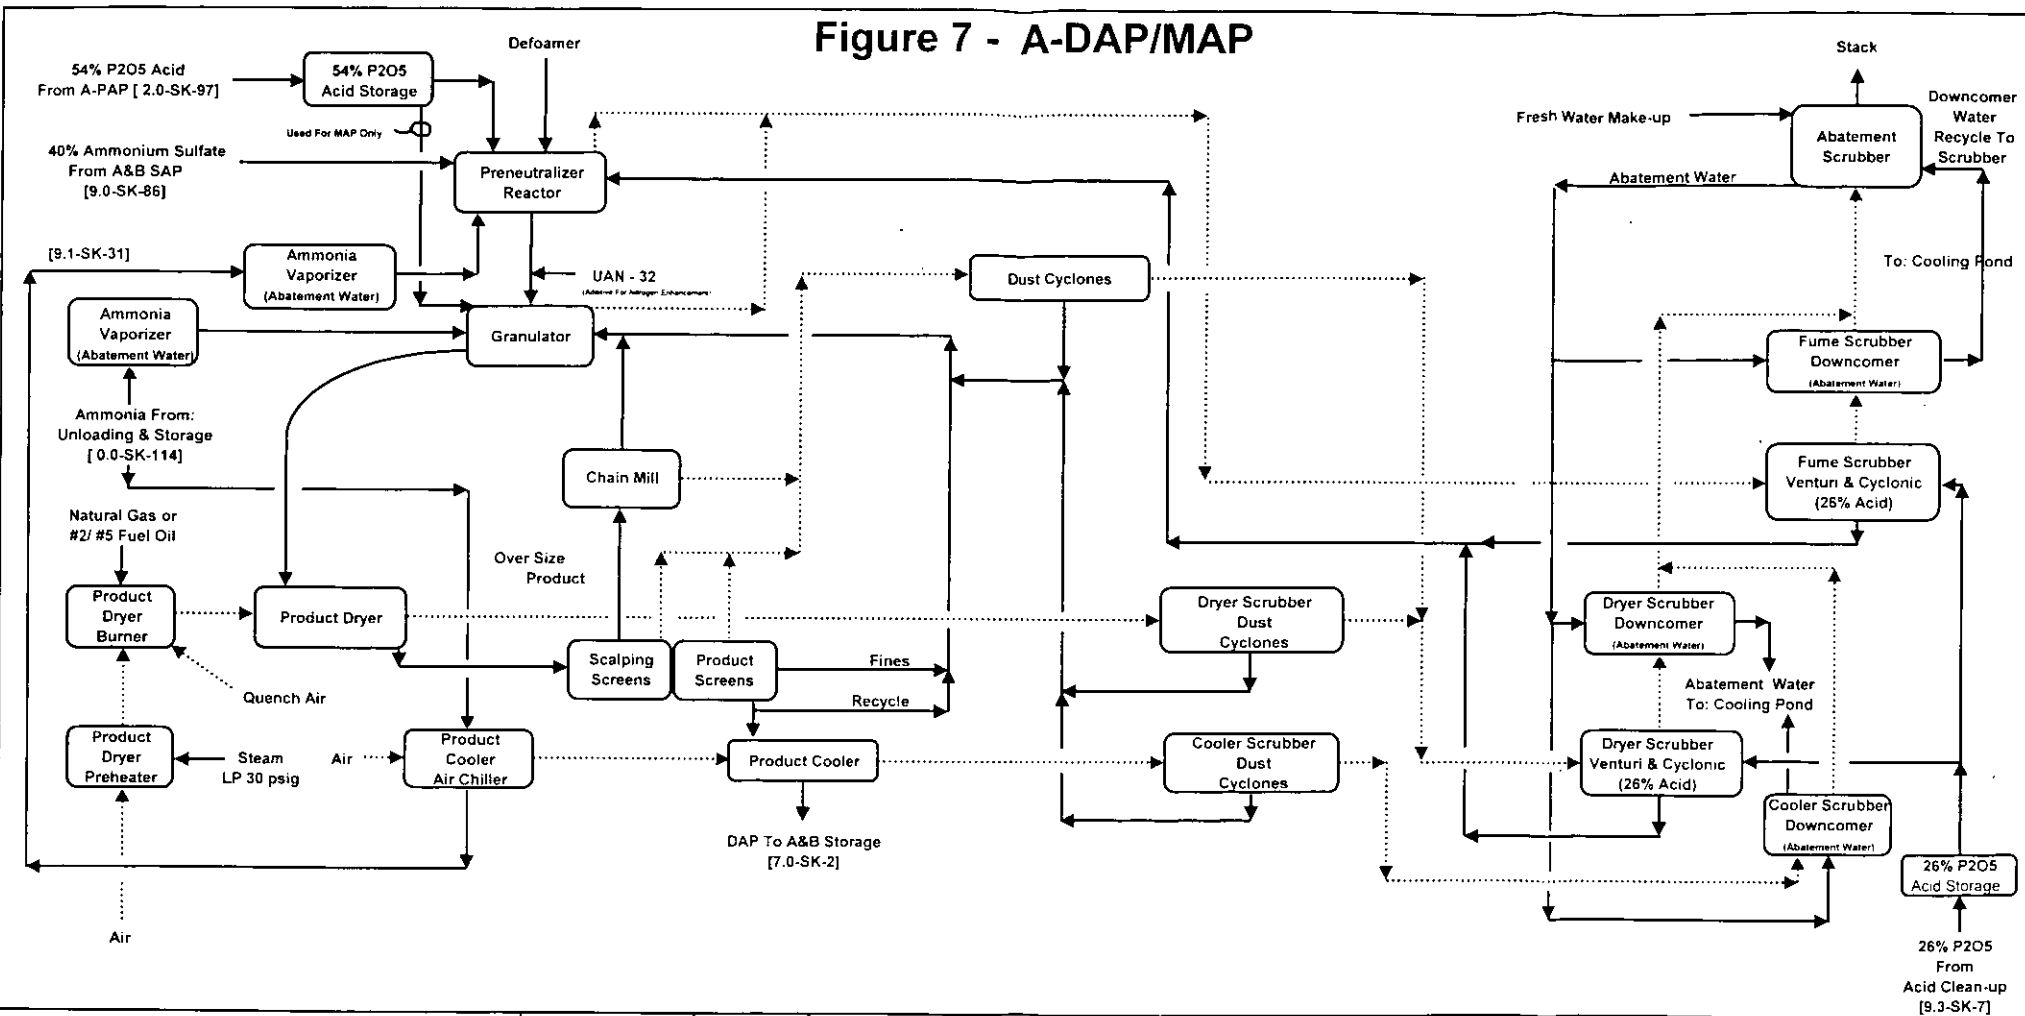 Figure 7 - A-DAP/MAP
Defoamer
54% P2O5 Acid
From A-PAP [ 2.0-SK-97]
54% P2O5
Acid Storage
Used For MAP Only
40% Ammonium Sulfate
From A&B SAP
[9.0-SK-86]
Preneutralizer
Reactor
[9.1-SK-31]
Ammonia
Vaporizer
(Abatement Water)
UAN - 32
(Additive For Nitrogen Enhancement)
Ammonia
Vaporizer
(Abatement Water)
Granulator
Ammonia From:
Unloading & Storage
[ 0.0-SK-114]
Natural Gas or
#2/ #5 Fuel Oil
Product
Dryer
Burner
Product Dryer
Quench Air
Product
Dryer
Preheater
Steam
LP 30 psig
Air
Air
Product
Cooler
Air Chiller
Chain Mill
Over Size
Product
Scalping
Screens
Product
Screens
Fines
Recycle
Product Cooler
DAP To A&B Storage
[7.0-SK-2]
Dust Cyclones
Dryer Scrubber
Dust
Cyclones
Cooler Scrubber
Dust
Cyclones
Stack
Fresh Water Make-up
Abatement
Scrubber
Downcomer
Water
Recycle To
Scrubber
Abatement Water
To: Cooling Pond
Fume Scrubber
Downcomer
(Abatement Water)
Fume Scrubber
Venturi & Cyclonic
(26% Acid)
Dryer Scrubber
Downcomer
(Abatement Water)
Abatement Water
To: Cooling Pond
Dryer Scrubber
Venturi & Cyclonic
(26% Acid)
Cooler Scrubber
Downcomer
(Abatement Water)
26% P2O5
Acid Storage
26% P2O5
From
Acid Clean-up
[9.3-SK-7]